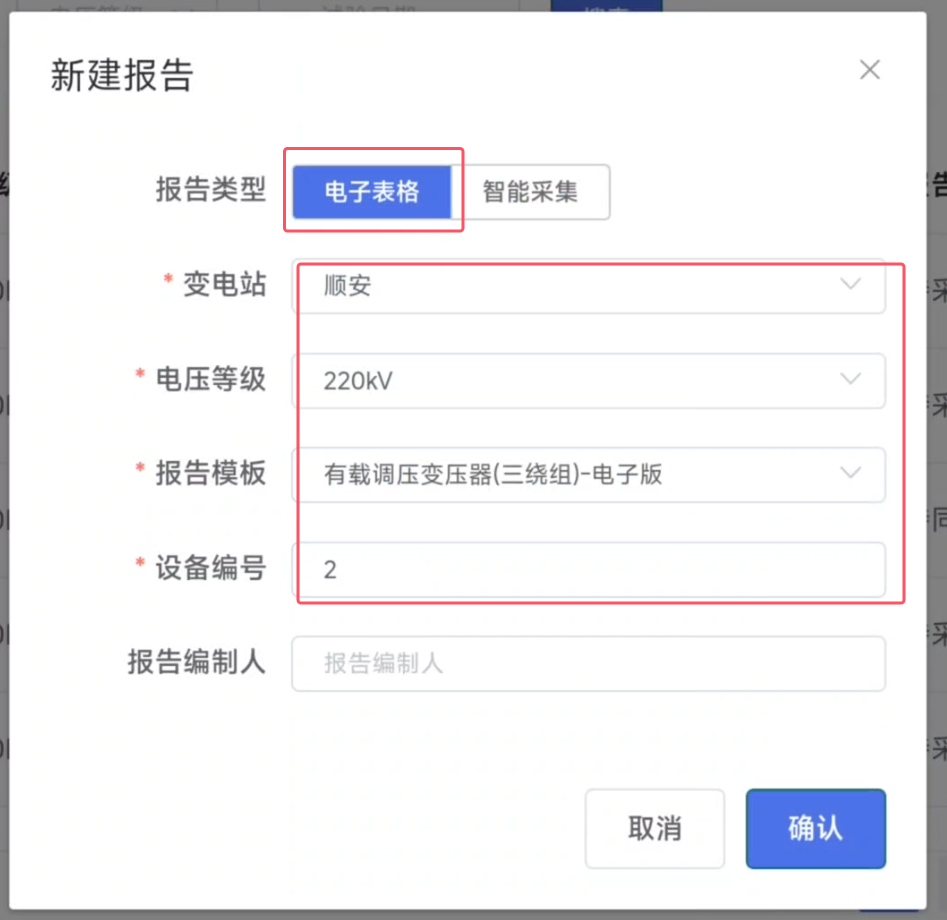 新建报告
报告类型 电子表格 智能采集
* 变电站 顺安
* 电压等级 220kV
* 报告模板 有载调压变压器(三绕组)-电子版
* 设备编号 2
报告编制人 报告编制人
取消 确认